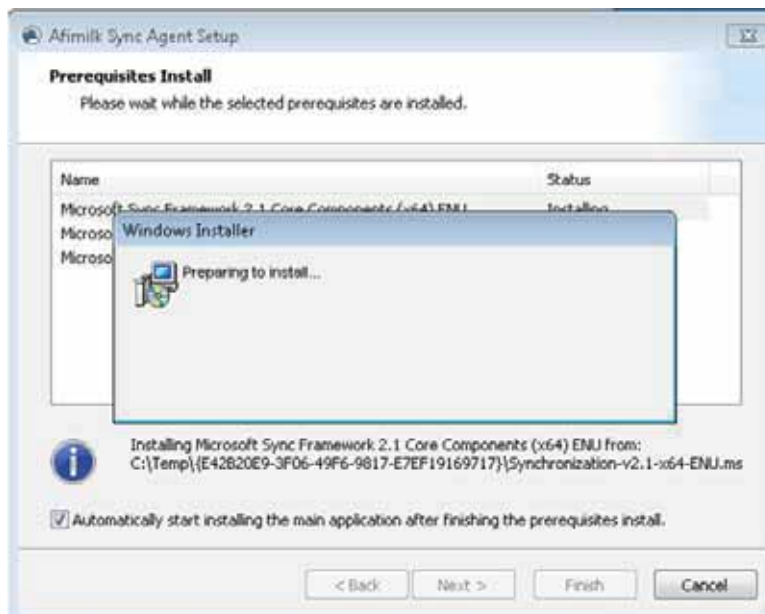 Afimilk Sync Agent Setup
Prerequisites Install
Please wait while the selected prerequisites are installed.
Name Status
Microsoft Sync Framework 2.1 Core Components (x64) ENU Installing
Microso
Microso
Windows Installer
Preparing to install...
Installing Microsoft Sync Framework 2.1 Core Components (x64) ENU from:
C:\Temp\{E42B20E9-3F06-49F6-9817-E7EF19169717}\Synchronization-v2.1-x64-ENU.ms
Automatically start installing the main application after finishing the prerequisites install.
< Back Next > Finish Cancel